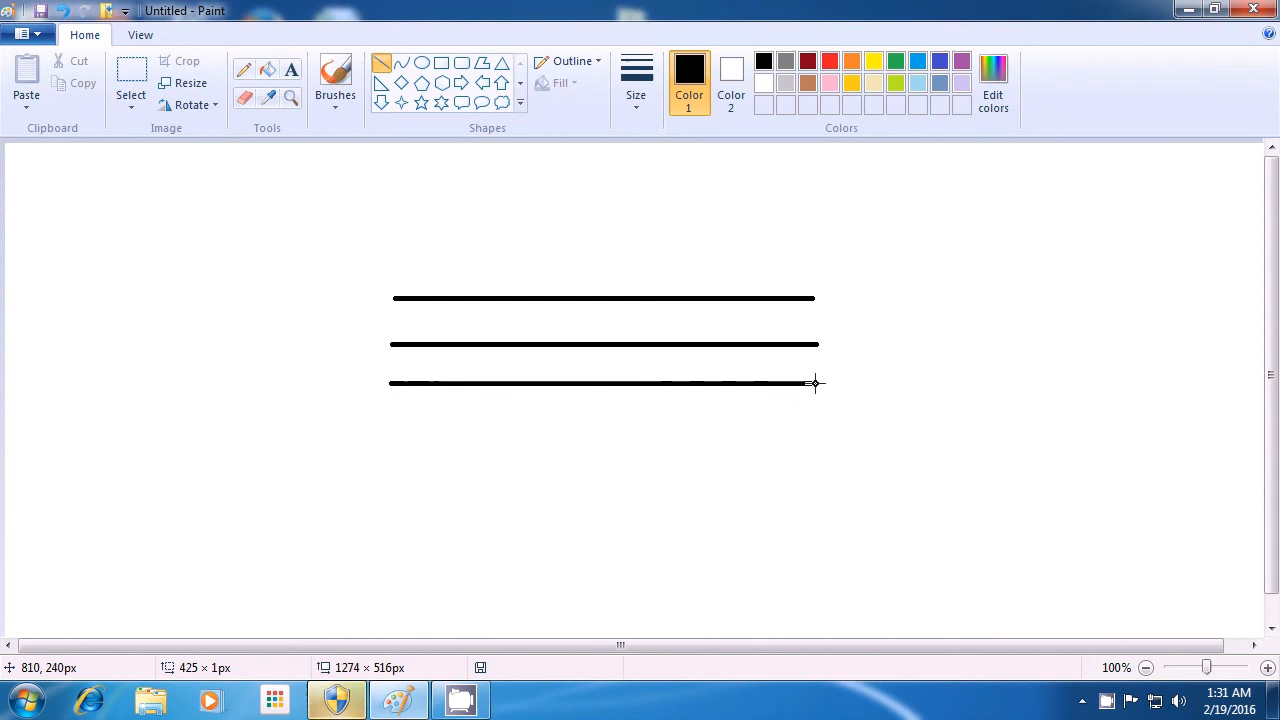 Untitled - Paint
Home
View
Paste
Cut
Copy
Clipboard
Select
Crop
Resize
Rotate
Image
A
Tools
Brushes
Outline
Fill
Shapes
Size
Color
1
Color
2
Edit
colors
Colors
810, 240px
425 × 1px
1274 × 516px
100%
1:31 AM
2/19/2016